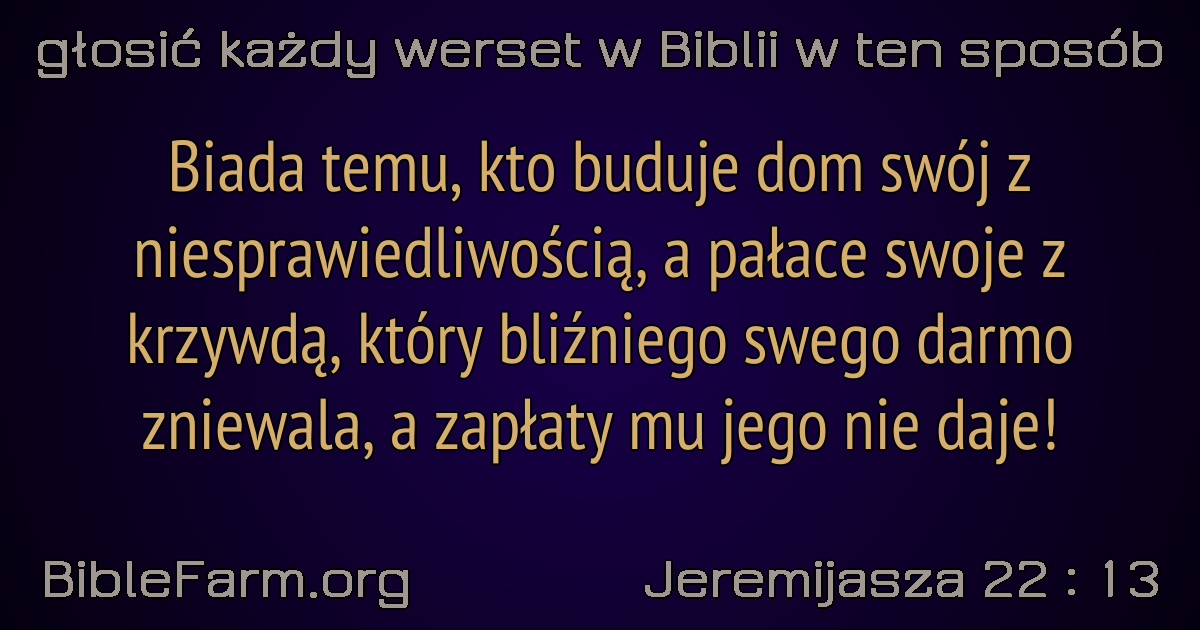 głosić każdy werset w Biblii w ten sposób
Biada temu, kto buduje dom swój z
niesprawiedliwością, a pałace swoje z
krzywdą, który bliźniego swego darmo
zniewala, a zapłaty mu jego nie daje!
BibleFarm.org
Jeremijasza 22 : 13